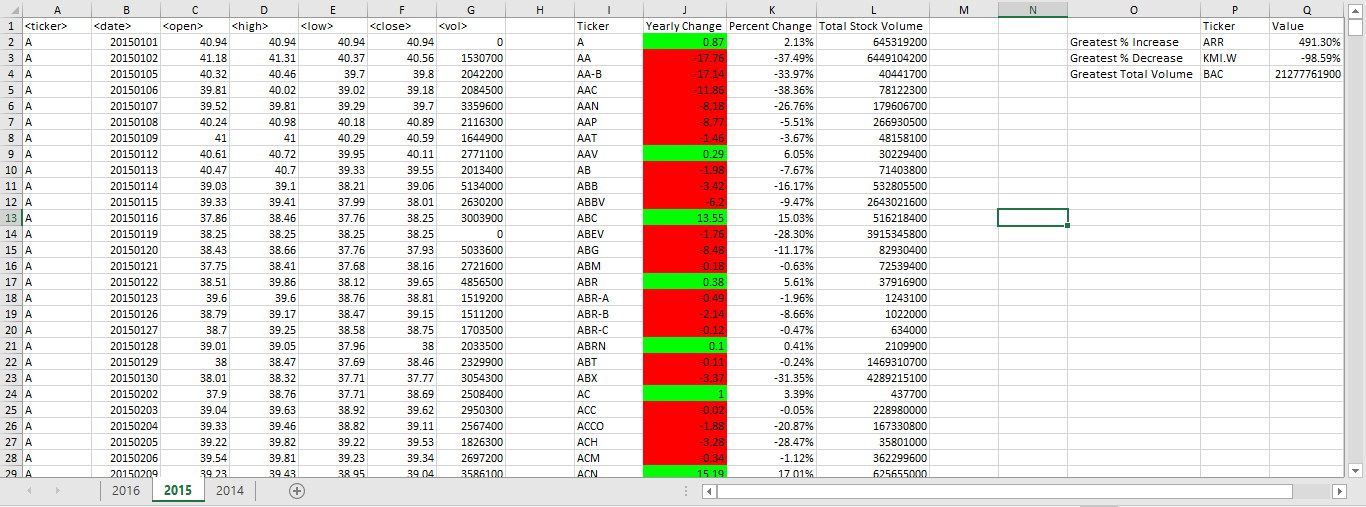 A B C D E F G H I J K L M N O P Q
1 <ticker> <date> <open> <high> <low> <close> <vol> Ticker Yearly Change Percent Change Total Stock Volume Ticker Value
2 A 20150101 40.94 40.94 40.94 40.94 0 A 0.87 2.13% 645319200 Greatest % Increase ARR 491.30%
3 A 20150102 41.18 41.31 40.37 40.56 1530700 AA -17.76 -37.49% 6449104200 Greatest % Decrease KMI.W -98.59%
4 A 20150105 40.32 40.46 39.7 39.8 2042200 AA-B -17.14 -33.97% 40441700 Greatest Total Volume BAC 21277761900
5 A 20150106 39.81 40.02 39.02 39.18 2084500 AAC -11.86 -38.36% 78122300
6 A 20150107 39.52 39.81 39.29 39.7 3359600 AAN -8.18 -26.76% 179606700
7 A 20150108 40.24 40.98 40.18 40.89 2116300 AAP -8.77 -5.51% 266930500
8 A 20150109 41 41 40.29 40.59 1644900 AAT -1.46 -3.67% 48158100
9 A 20150112 40.61 40.72 39.95 40.11 2771100 AAV 0.29 6.05% 30229400
10 A 20150113 40.47 40.7 39.33 39.55 2013400 AB -1.98 -7.67% 71403800
11 A 20150114 39.03 39.1 38.21 39.06 5134000 ABB -3.42 -16.17% 532805500
12 A 20150115 39.33 39.41 37.99 38.01 2630200 ABBV -6.2 -9.47% 2643021600
13 A 20150116 37.86 38.46 37.76 38.25 3003900 ABC 13.55 15.03% 516218400
14 A 20150119 38.25 38.25 38.25 38.25 0 ABEV -1.76 -28.30% 3915345800
15 A 20150120 38.43 38.66 37.76 37.93 5033600 ABG -8.48 -11.17% 82930400
16 A 20150121 37.75 38.41 37.68 38.16 2721600 ABM -0.18 -0.63% 72539400
17 A 20150122 38.51 39.86 38.12 39.65 4856500 ABR 0.38 5.61% 37916900
18 A 20150123 39.6 39.6 38.76 38.81 1519200 ABR-A -0.49 -1.96% 1243100
19 A 20150126 38.79 39.17 38.47 39.15 1511200 ABR-B -2.14 -8.66% 1022000
20 A 20150127 38.7 39.25 38.58 38.75 1703500 ABR-C -0.12 -0.47% 634000
21 A 20150128 39.01 39.05 37.96 38 2033500 ABRN 0.1 0.41% 2109900
22 A 20150129 38 38.47 37.69 38.46 2329900 ABT -0.11 -0.24% 1469310700
23 A 20150130 38.01 38.32 37.71 37.77 3054300 ABX -3.37 -31.35% 4289215100
24 A 20150202 37.9 38.76 37.71 38.69 2508400 AC 1 3.39% 437700
25 A 20150203 39.04 39.63 38.92 39.62 2950300 ACC -0.02 -0.05% 228980000
26 A 20150204 39.33 39.46 38.82 39.11 2567400 ACCO -1.88 -20.87% 167330800
27 A 20150205 39.22 39.82 39.22 39.53 1826300 ACH -3.28 -28.47% 35801000
28 A 20150206 39.54 39.81 39.23 39.34 2697200 ACM -0.34 -1.12% 362299600
29 A 20150209 39.23 39.43 38.95 39.04 3586100 ACN 15.19 17.01% 625655000
2016 2015 2014